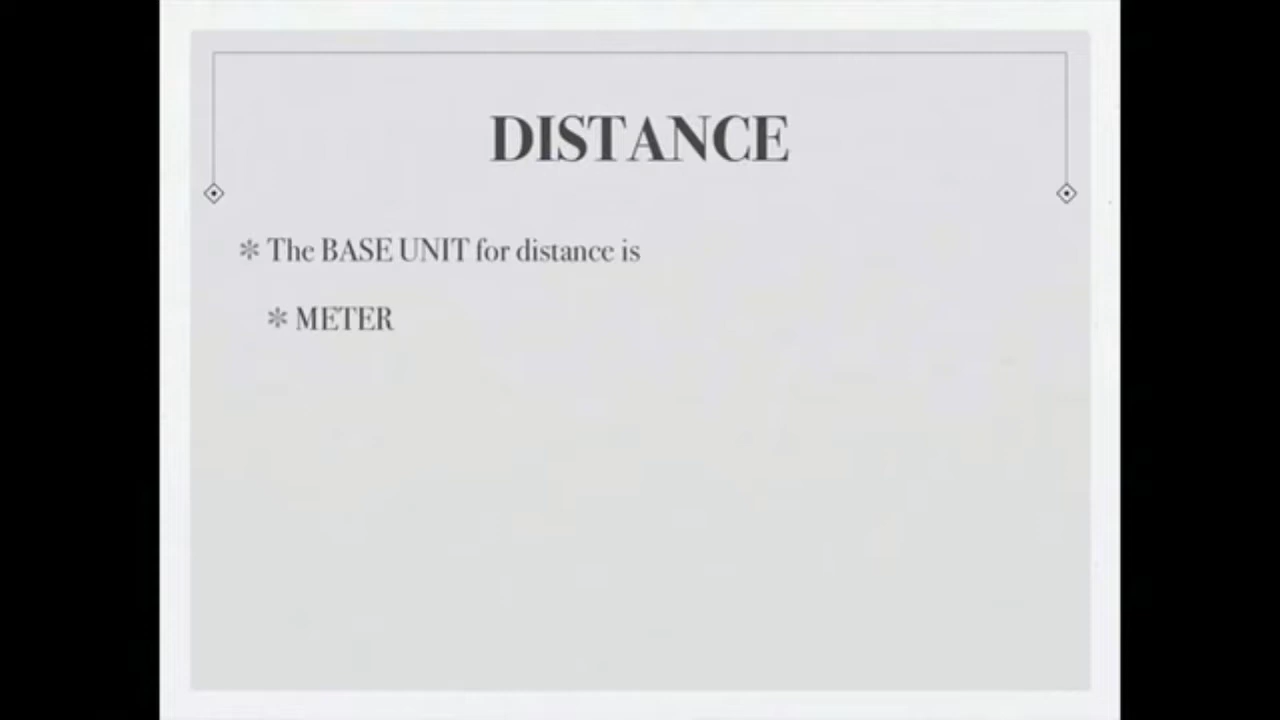 DISTANCE
✼ The BASE UNIT for distance is
✼ METER